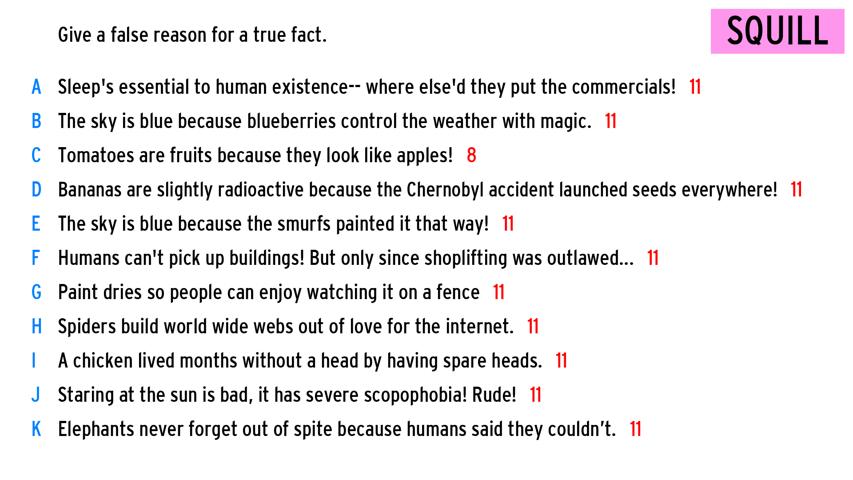 Give a false reason for a true fact.
SQUILL
A Sleep's essential to human existence-- where else'd they put the commercials! 11
B The sky is blue because blueberries control the weather with magic. 11
C Tomatoes are fruits because they look like apples! 8
D Bananas are slightly radioactive because the Chernobyl accident launched seeds everywhere! 11
E The sky is blue because the smurfs painted it that way! 11
F Humans can't pick up buildings! But only since shoplifting was outlawed... 11
G Paint dries so people can enjoy watching it on a fence 11
H Spiders build world wide webs out of love for the internet. 11
I A chicken lived months without a head by having spare heads. 11
J Staring at the sun is bad, it has severe scopophobia! Rude! 11
K Elephants never forget out of spite because humans said they couldn't. 11